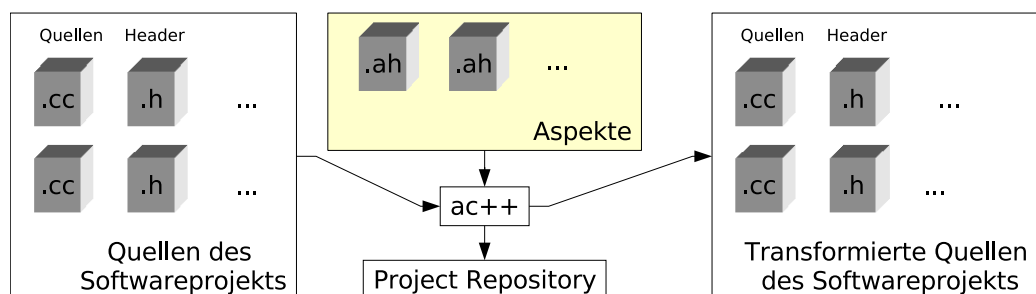 Quellen Header
.cc .h ...
.cc .h ...
Quellen des
Softwareprojekts
.ah .ah ...
Aspekte
ac++
Project Repository
Quellen Header
.cc .h ...
.cc .h ...
Transformierte Quellen
des Softwareprojekts